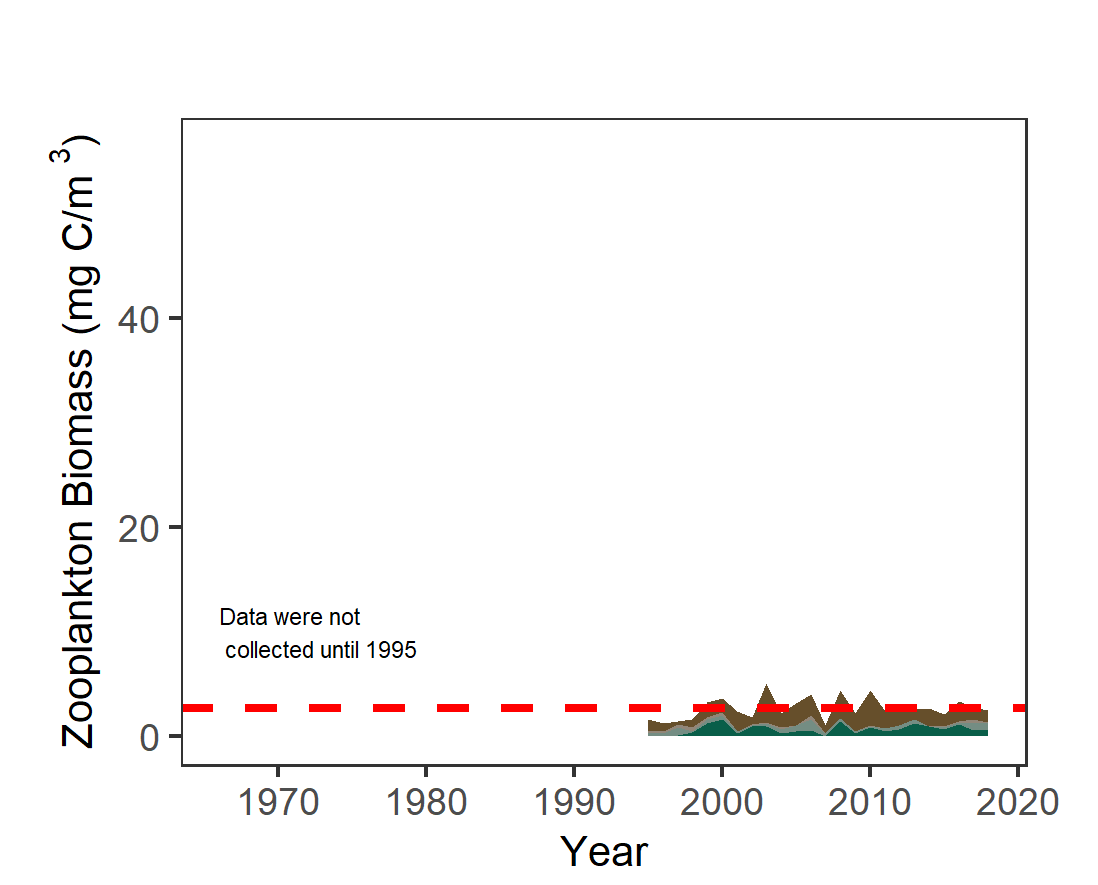 Zooplankton Biomass (mg C/m ³)
40
20
0
Data were not
collected until 1995
1970 1980 1990 2000 2010 2020
Year